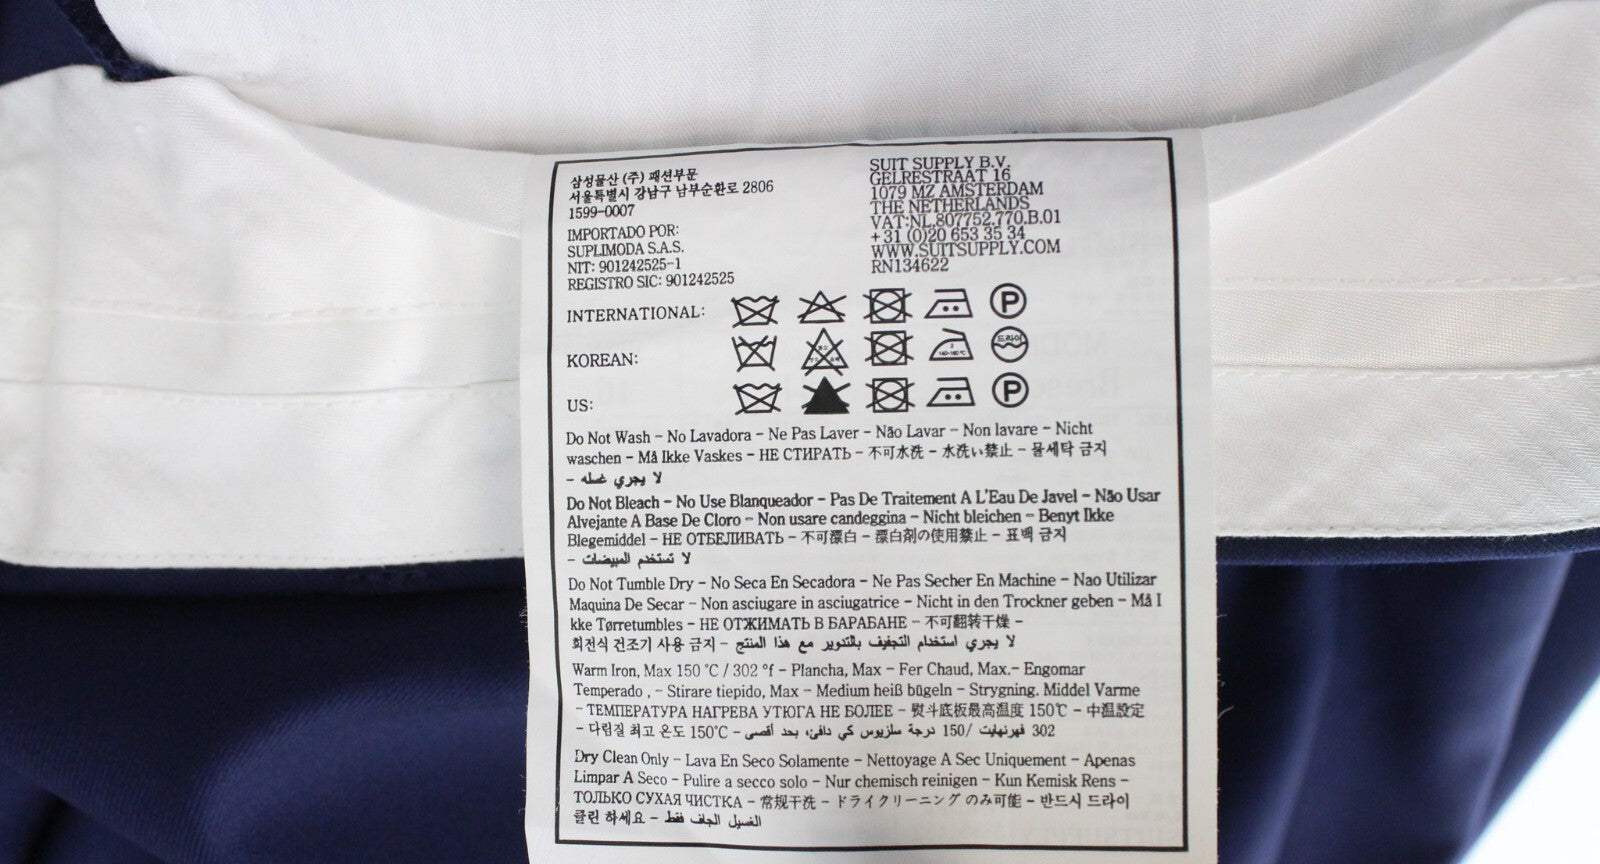 삼성물산 (주) 패션부문
서울특별시 강남구 남부순환로 2806
1599-0007
IMPORTADO POR:
SUPLIMODA S.A.S.
NIT: 901242525-1
REGISTRO SIC: 901242525
SUIT SUPPLY B.V.
GELRESTRAAT 16
1079 MZ AMSTERDAM
THE NETHERLANDS
VAT:NL.807752.770.B.01
+31 (0)20 653 35 34
WWW.SUITSUPPLY.COM
RN134622
INTERNATIONAL:
P
KOREAN:
드라이
US:
P
Do Not Wash - No Lavadora - Ne Pas Laver - Não Lavar - Non lavare - Nicht
waschen - Må Ikke Vaskes - НЕ СТИРАТЬ - 不可水洗 - 水洗い禁止 - 물세탁 금지
- لا يجري غسله
Do Not Bleach - No Use Blanqueador - Pas De Traitement A L'Eau De Javel - Não Usar
Alvejante A Base De Cloro - Non usare candeggina - Nicht bleichen - Benyt Ikke
Blegemiddel - НЕ ОТБЕЛИВАТЬ - 不可漂白 - 漂白剤の使用禁止 - 표백 금지
- لا تستخدم المبيضات
Do Not Tumble Dry - No Seca En Secadora - Ne Pas Secher En Machine - Nao Utilizar
Maquina De Secar - Non asciugare in asciugatrice - Nicht in den Trockner geben - Må I
kke Tørretumbles - НЕ ОТЖИМАТЬ В БАРАБАНЕ - 不可翻转干燥 -
회전식 건조기 사용 금지 - لا يجري استخدام التجفيف بالتدوير مع هذا المنتج
Warm Iron, Max 150 °C / 302 °f - Plancha, Max - Fer Chaud, Max.- Engomar
Temperado , - Stirare tiepido, Max - Medium heiß bügeln - Strygning. Middel Varme
- ТЕМПЕРАТУРА НАГРЕВА УТЮГА НЕ БОЛЕЕ - 熨斗底板最高温度 150℃ - 中温設定
- 다림질 최고 온도 150℃ - 302 فهرنهايت /150 درجة سلزيوس كي دافئ، بحد أقصى
Dry Clean Only - Lava En Seco Solamente - Nettoyage A Sec Uniquement - Apenas
Limpar A Seco - Pulire a secco solo - Nur chemisch reinigen - Kun Kemisk Rens -
ТОЛЬКО СУХАЯ ЧИСТКА - 常规干洗 - ドライクリーニング のみ可能 - 반드시 드라이
클린 하세요 - الغسيل الجاف فقط